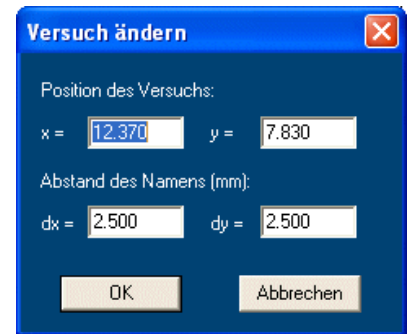 Versuch ändern
Position des Versuchs:
x = 12.370 y = 7.830
Abstand des Namens (mm):
dx = 2.500 dy = 2.500
OK Abbrechen